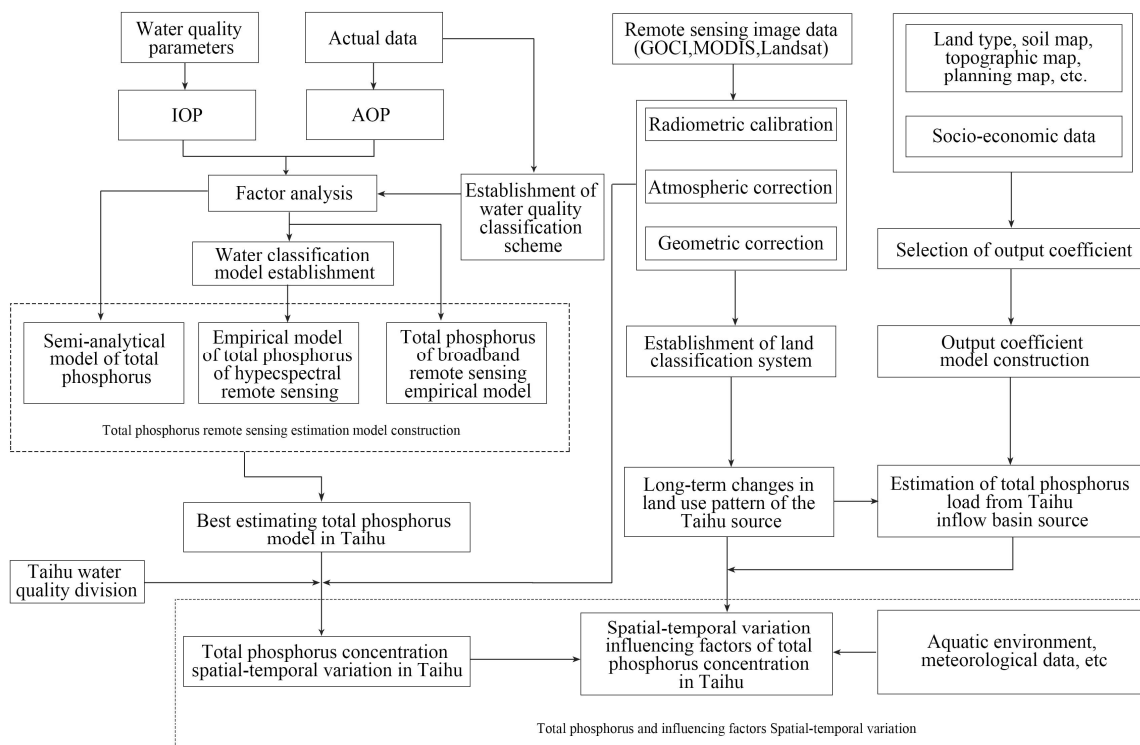 Water quality
parameters
Actual data
Remote sensing image data
(GOCI,MODIS,Landsat)
Land type, soil map,
topographic map,
planning map, etc.
IOP
AOP
Radiometric calibration
Socio-economic data
Factor analysis
Establishment of
water quality
classification
scheme
Atmospheric correction
Water classification
model establishment
Geometric correction
Selection of output coefficient
Semi-analytical
model of total
phosphorus
Empirical model
of total phosphorus
of hypecspectral
remote sensing
Total phosphorus
of broadband
remote sensing
empirical model
Establishment of land
classification system
Output coefficient
model construction
Total phosphorus remote sensing estimation model construction
Long-term changes in
land use pattern of the
Taihu source
Estimation of total phosphorus
load from Taihu
inflow basin source
Best estimating total phosphorus
model in Taihu
Taihu water
quality division
Total phosphorus concentration
spatial-temporal variation in Taihu
Spatial-temporal variation
influencing factors of total
phosphorus concentration
in Taihu
Aquatic environment,
meteorological data, etc
Total phosphorus and influencing factors Spatial-temporal variation